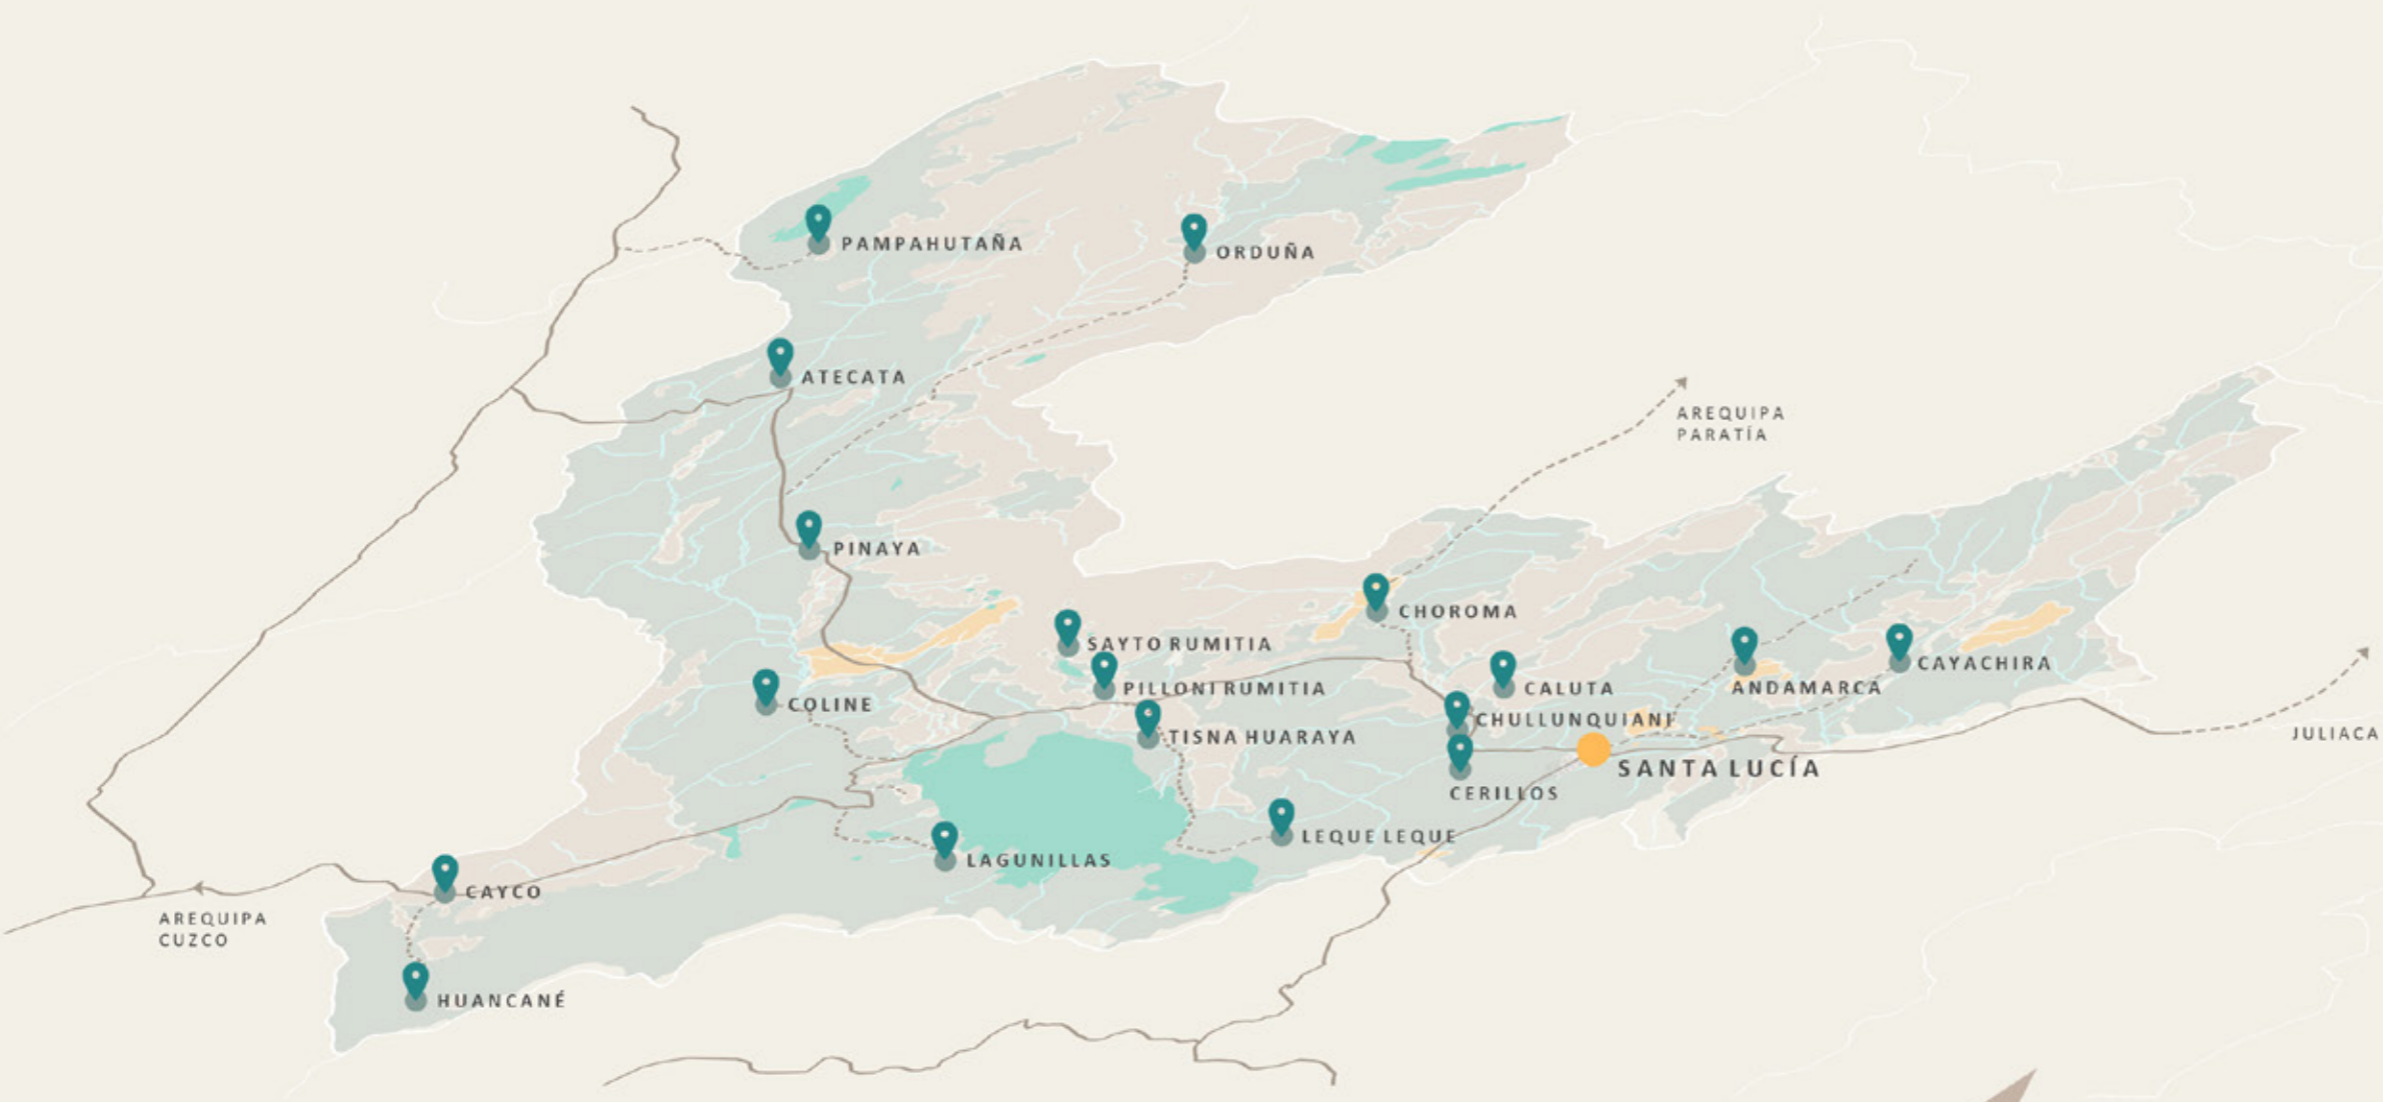 PAMPAHUTAÑA
ORDUÑA
ATECATA
AREQUIPA
PARATÍA
PINAYA
CHOROMA
SAYTO RUMITIA
CAYACHIRA
PILLONI RUMITIA
CALUTA
ANDAMARCA
COLINE
CHULLUNQUIANI
TISNA HUARAYA
JULIACA
SANTA LUCÍA
CERILLOS
LEQUE LEQUE
LAGUNILLAS
CAYCO
AREQUIPA
CUZCO
HUANCANÉ